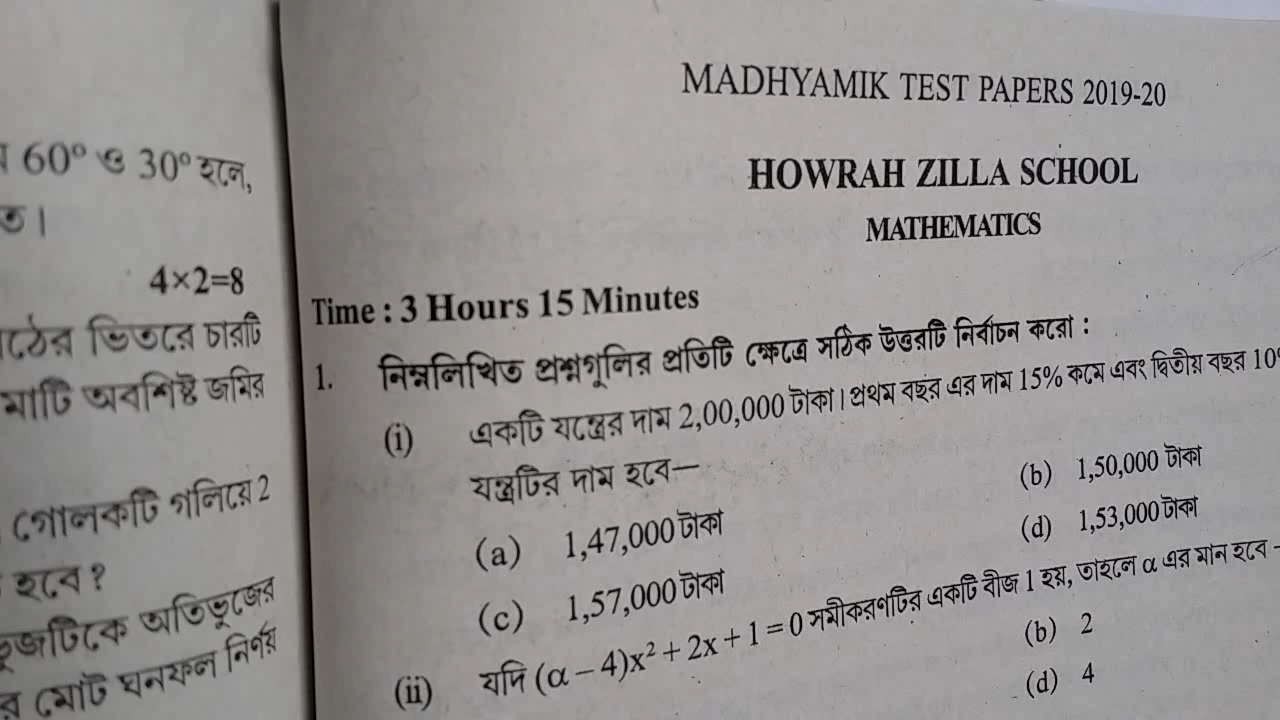 60° ও 30° হলে,
ত।
4×2=8
ভিতরে চারটি
মাটি অবশিষ্ট জমির
গোলকটি গলিয়ে 2
হবে ?
অতিভূজের
মোট ঘনফল নির্ণয়
MADHYAMIK TEST PAPERS 2019-20
HOWRAH ZILLA SCHOOL
MATHEMATICS
Time : 3 Hours 15 Minutes
1. নিম্নলিখিত প্রশ্নগুলির প্রতিটি ক্ষেত্রে সঠিক উত্তরটি নির্বাচন করো :
(i) একটি যন্ত্রের দাম 2,00,000 টাকা। প্রথম বছর এর দাম 15% কমে এবং দ্বিতীয় বছর 10%
যন্ত্রটির দাম হবে—
(a) 1,47,000 টাকা (b) 1,50,000 টাকা
(c) 1,57,000 টাকা (d) 1,53,000 টাকা
(ii) যদি (α – 4)x² + 2x + 1 = 0 সমীকরণটির একটি বীজ 1 হয়, তাহলে α এর মান হবে –
(b) 2
(d) 4